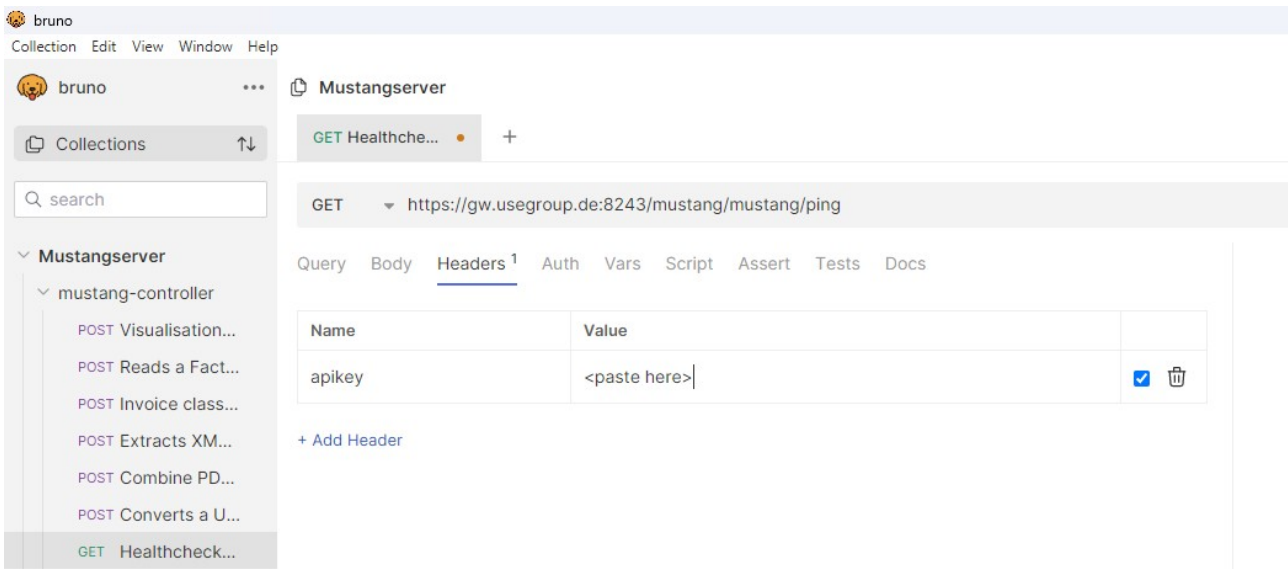 bruno
Collection Edit View Window Help
bruno ••• Mustangserver
Collections
GET Healthche... +
search
GET https://gw.usegroup.de:8243/mustang/mustang/ping
Mustangserver
Query Body Headers 1 Auth Vars Script Assert Tests Docs
mustang-controller
POST Visualisation...
Name Value
POST Reads a Fact...
apikey <paste here>
POST Invoice class...
POST Extracts XM...
+ Add Header
POST Combine PD...
POST Converts a U...
GET Healthcheck...